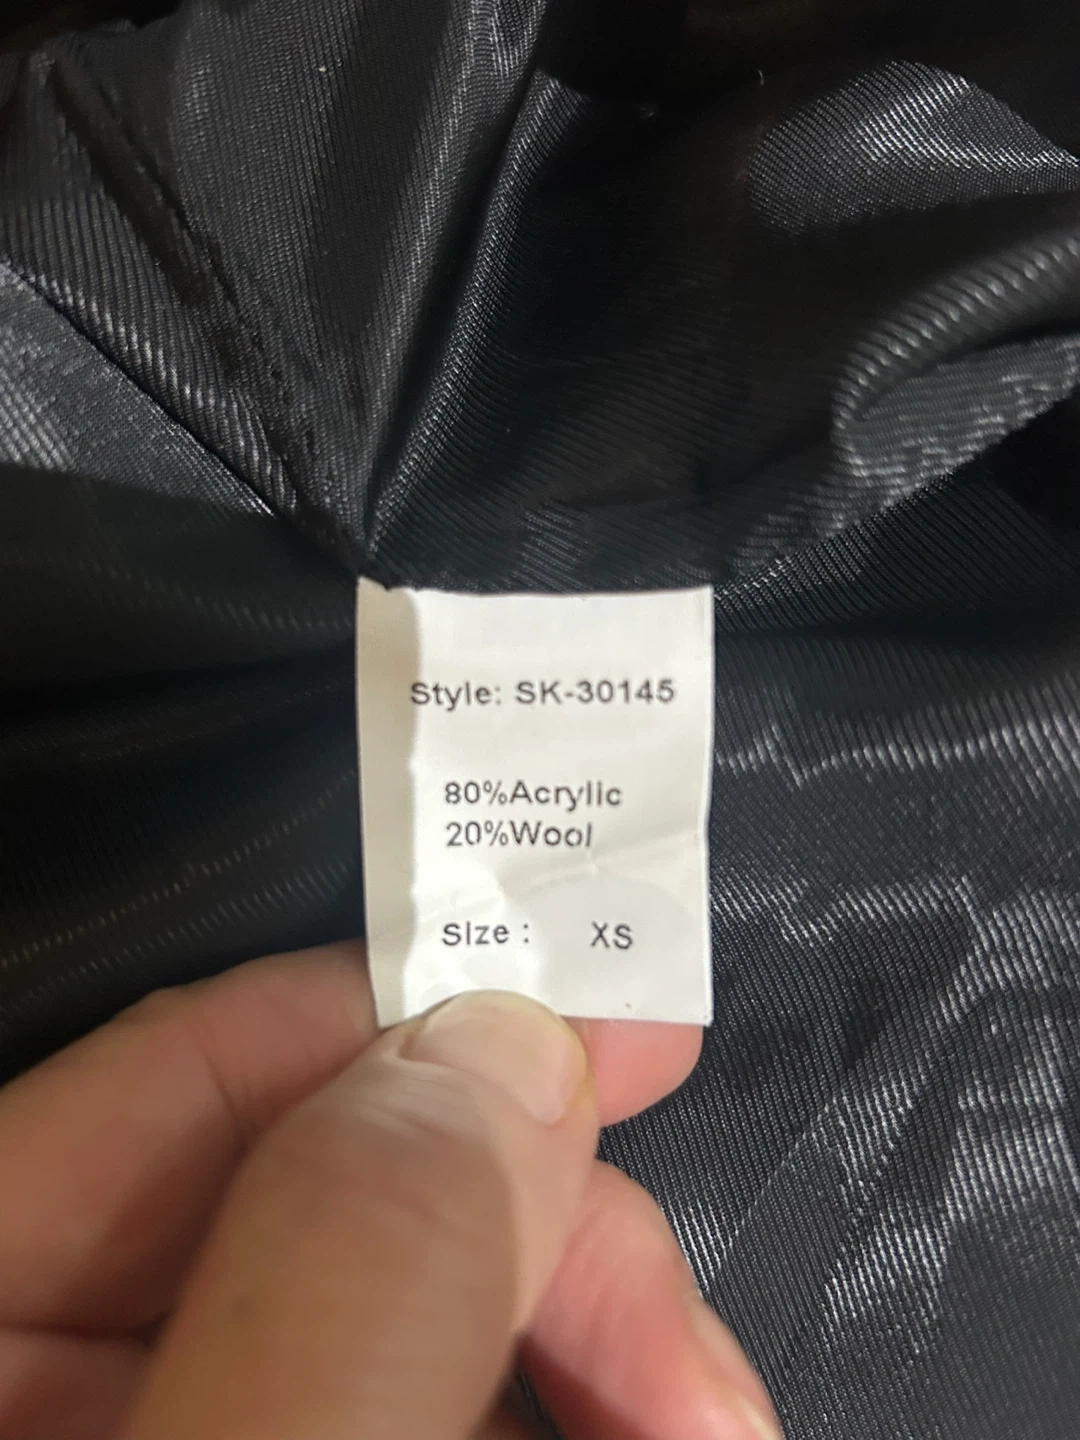 Style: SK-30145
80%Acrylic
20%Wool
Size : XS